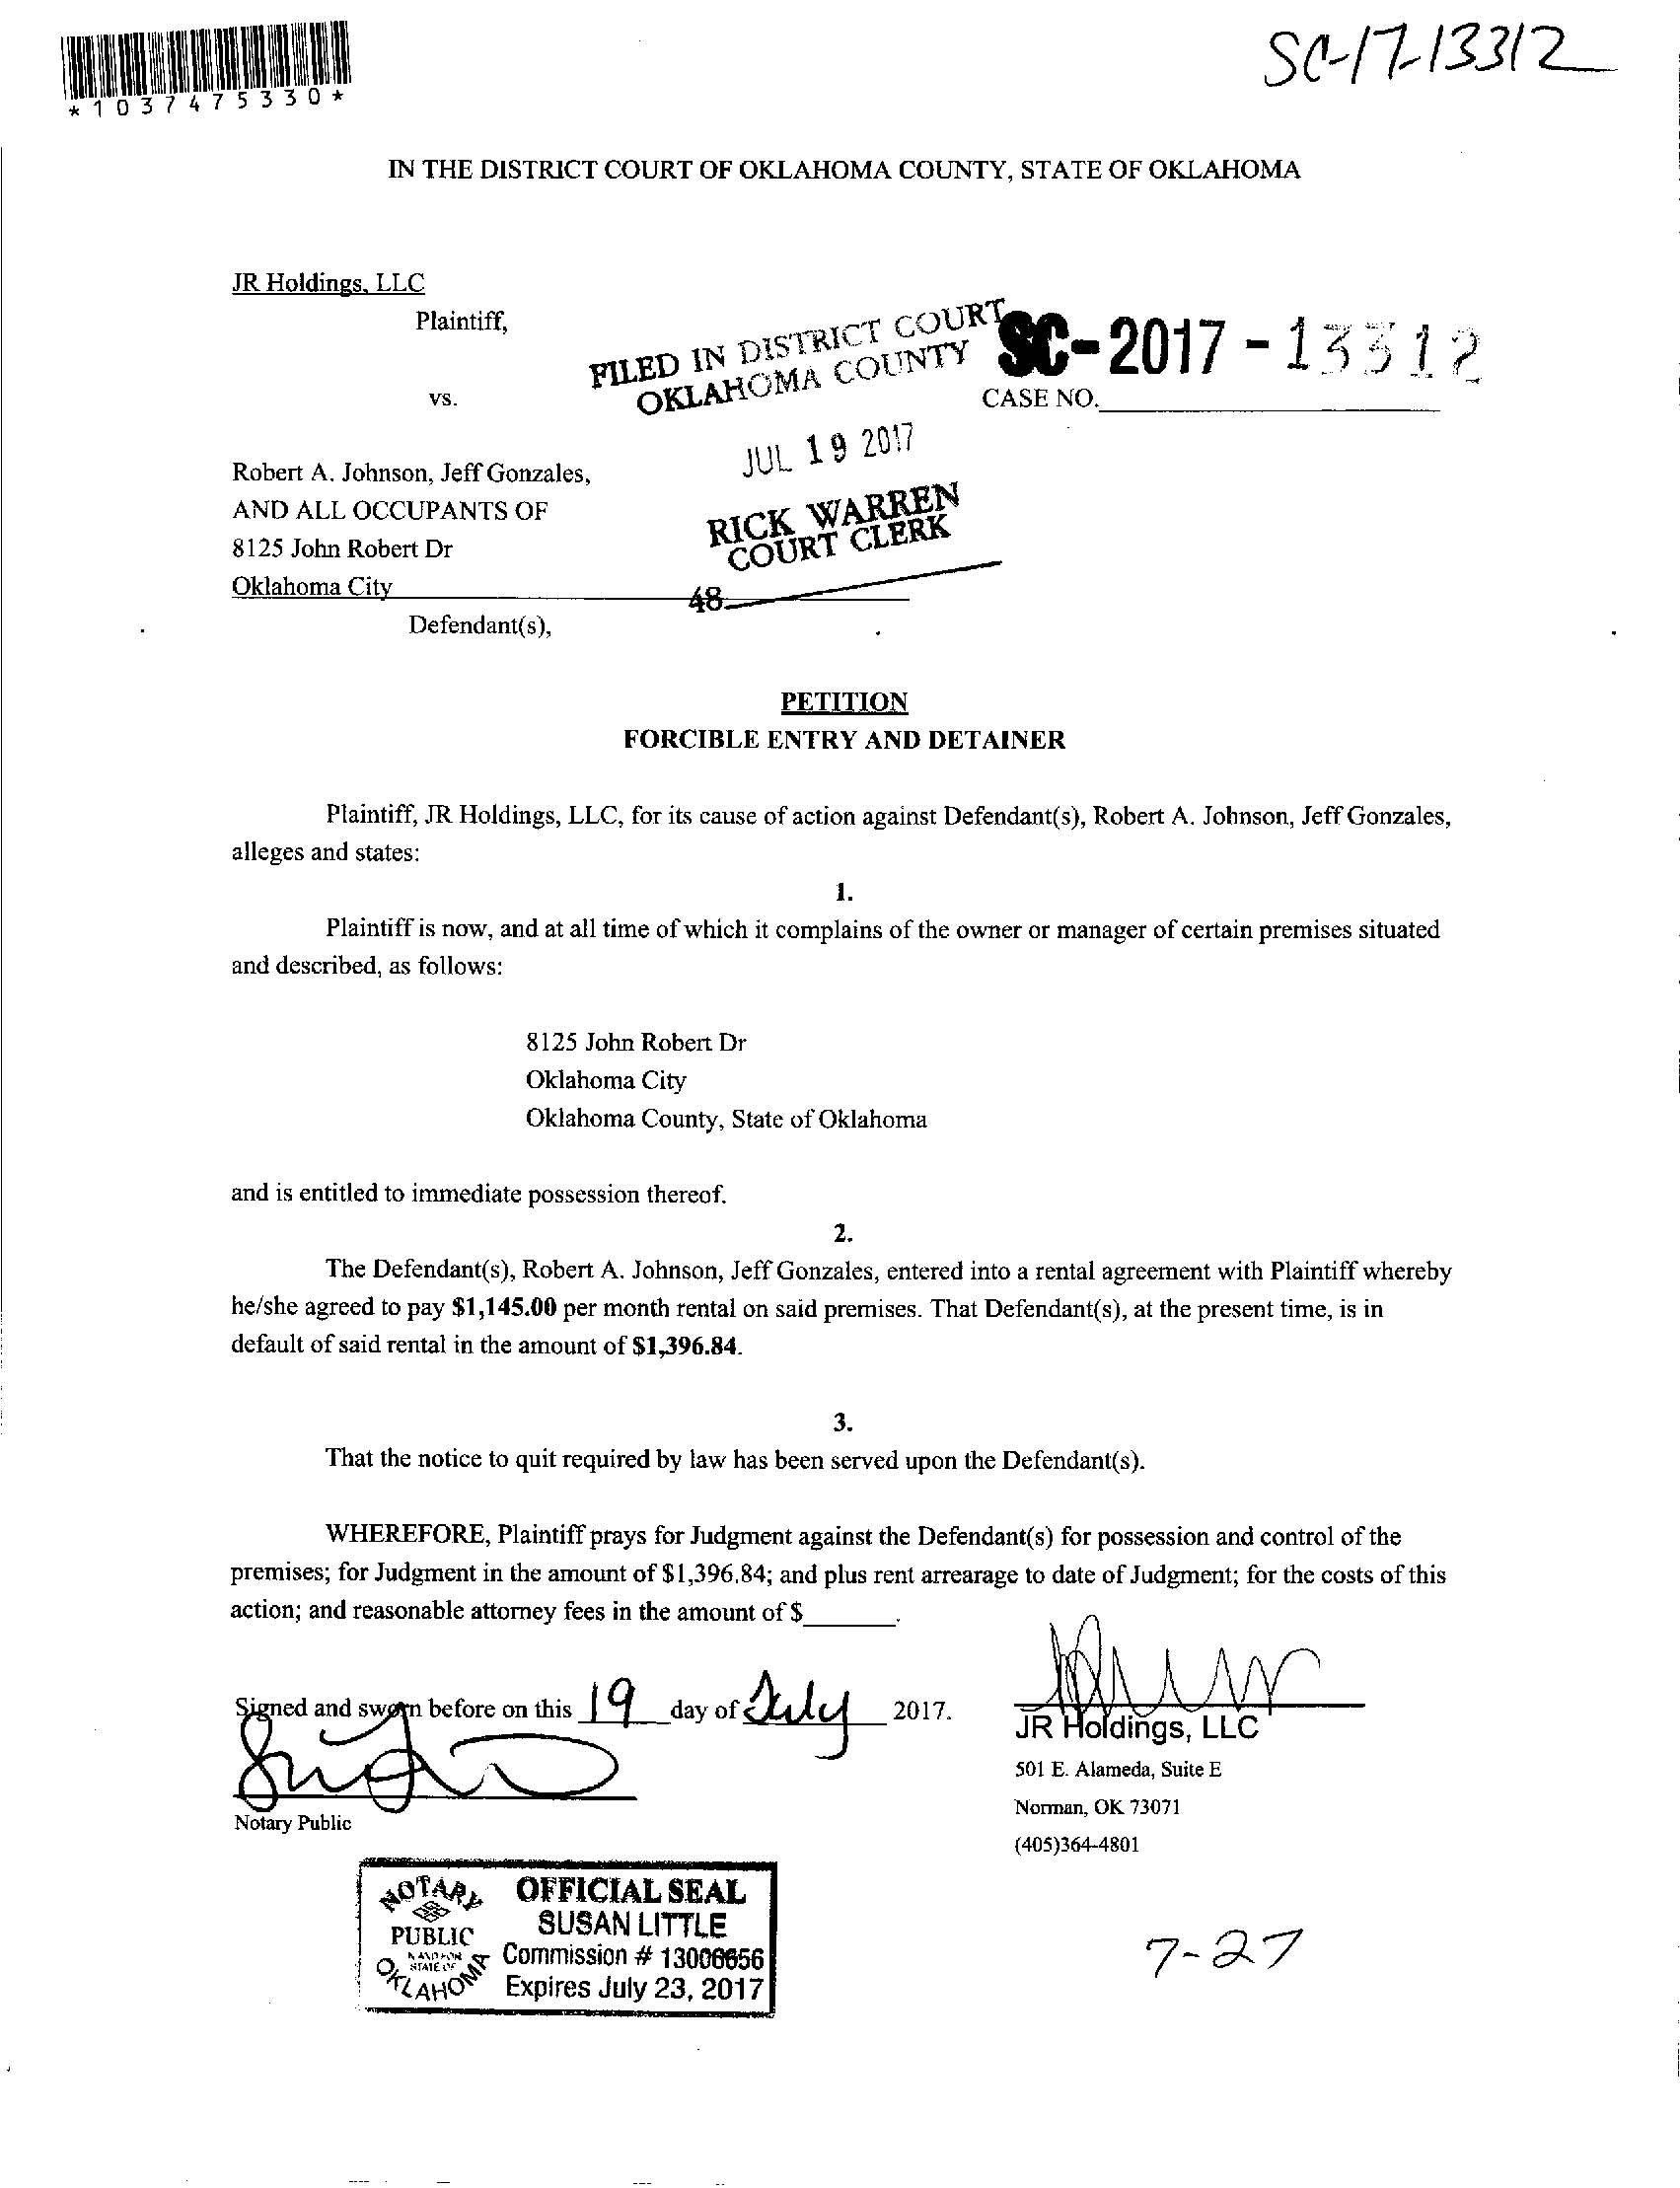 SC-17-13312
*1037475330*
IN THE DISTRICT COURT OF OKLAHOMA COUNTY, STATE OF OKLAHOMA
JR Holdings, LLC
Plaintiff,
vs.
FILED IN DISTRICT COURT
OKLAHOMA COUNTY
SC-2017-13312
CASE NO.
JUL 19 2017
RICK WARREN
COURT CLERK
48
Robert A. Johnson, Jeff Gonzales,
AND ALL OCCUPANTS OF
8125 John Robert Dr
Oklahoma City
Defendant(s),
PETITION
FORCIBLE ENTRY AND DETAINER
Plaintiff, JR Holdings, LLC, for its cause of action against Defendant(s), Robert A. Johnson, Jeff Gonzales,
alleges and states:
1.
Plaintiff is now, and at all time of which it complains of the owner or manager of certain premises situated
and described, as follows:
8125 John Robert Dr
Oklahoma City
Oklahoma County, State of Oklahoma
and is entitled to immediate possession thereof.
2.
The Defendant(s), Robert A. Johnson, Jeff Gonzales, entered into a rental agreement with Plaintiff whereby
he/she agreed to pay $1,145.00 per month rental on said premises. That Defendant(s), at the present time, is in
default of said rental in the amount of $1,396.84.
3.
That the notice to quit required by law has been served upon the Defendant(s).
WHEREFORE, Plaintiff prays for Judgment against the Defendant(s) for possession and control of the
premises; for Judgment in the amount of $1,396.84; and plus rent arrearage to date of Judgment; for the costs of this
action; and reasonable attorney fees in the amount of $_______.
Signed and sworn before on this 19 day of July 2017.
Notary Public
JR Holdings, LLC
501 E. Alameda, Suite E
Norman, OK 73071
(405)364-4801
NOTARY
PUBLIC
IN AND FOR
STATE OF
OKLAHOMA
OFFICIAL SEAL
SUSAN LITTLE
Commission # 13006656
Expires July 23, 2017
7-27